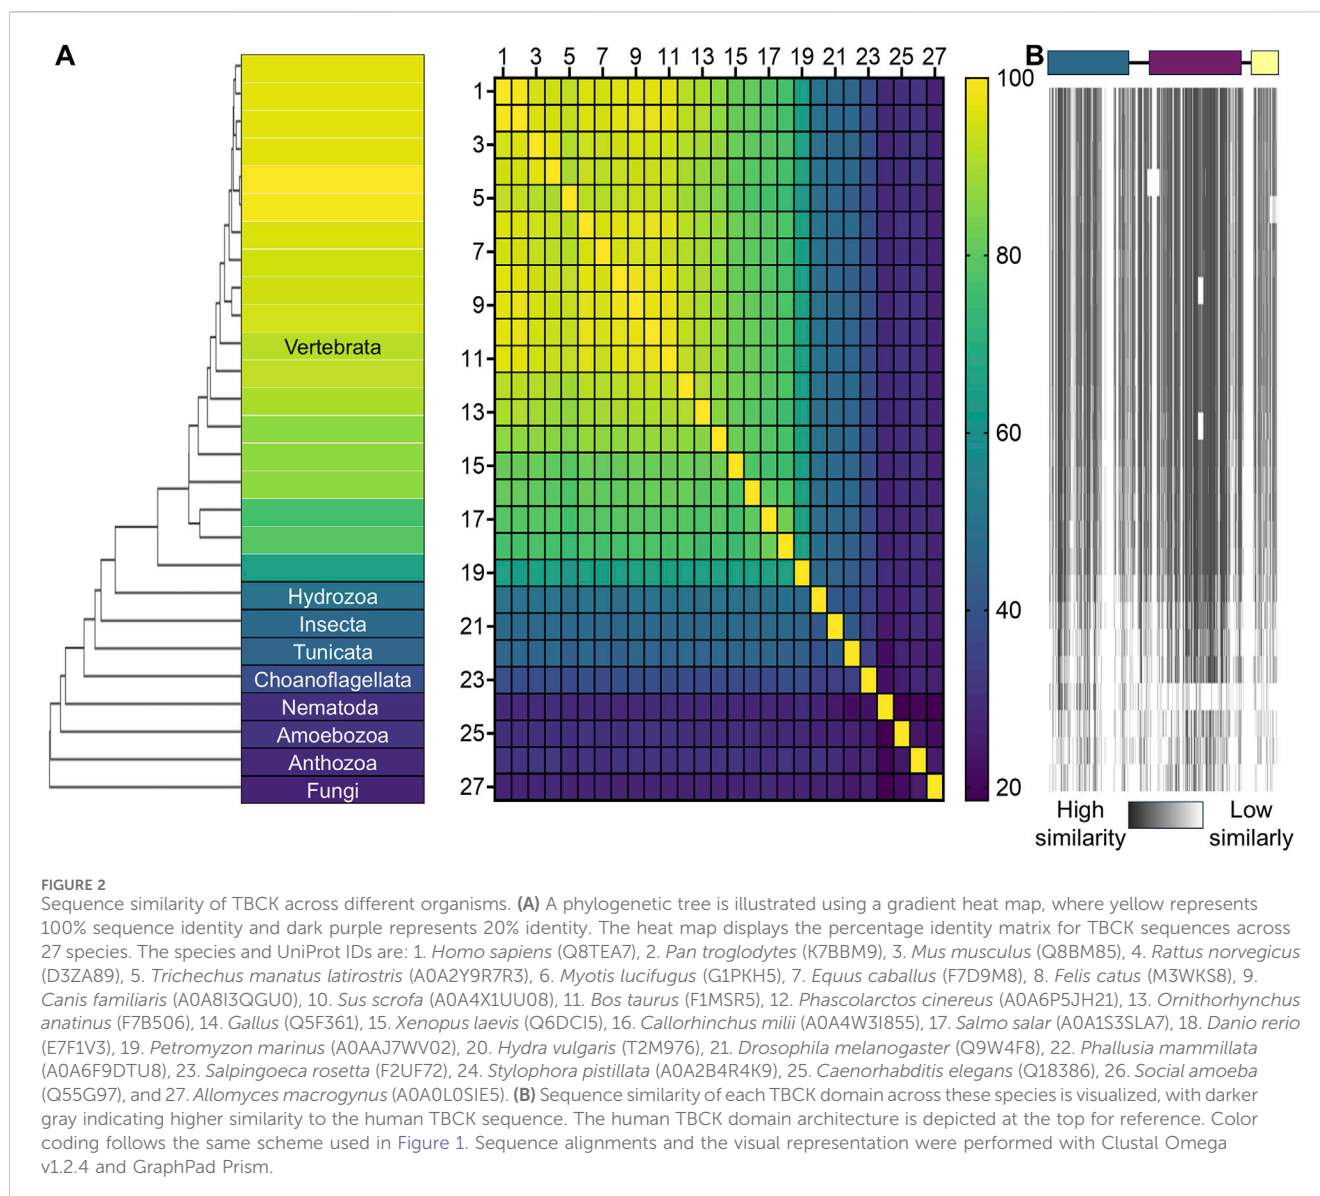 A
1 3 5 7 9 11 13 15 17 19 21 23 25 27
B
1
3
5
7
9
11
13
15
17
19
21
23
25
27
Vertebrata
Hydrozoa
Insecta
Tunicata
Choanoflagellata
Nematoda
Amoebozoa
Anthozoa
Fungi
100
80
60
40
20
High similarity
Low similarly
FIGURE 2
Sequence similarity of TBCK across different organisms. (A) A phylogenetic tree is illustrated using a gradient heat map, where yellow represents
100% sequence identity and dark purple represents 20% identity. The heat map displays the percentage identity matrix for TBCK sequences across
27 species. The species and UniProt IDs are: 1. Homo sapiens (Q8TEA7), 2. Pan troglodytes (K7BBM9), 3. Mus musculus (Q8BM85), 4. Rattus norvegicus
(D3ZA89), 5. Trichechus manatus latirostris (A0A2Y9R7R3), 6. Myotis lucifugus (G1PKH5), 7. Equus caballus (F7D9M8), 8. Felis catus (M3WKS8), 9.
Canis familiaris (A0A8I3QGU0), 10. Sus scrofa (A0A4X1UU08), 11. Bos taurus (F1MSR5), 12. Phascolarctos cinereus (A0A6P5JH21), 13. Ornithorhynchus
anatinus (F7B506), 14. Gallus (Q5F361), 15. Xenopus laevis (Q6DCI5), 16. Callorhinchus milii (A0A4W3I855), 17. Salmo salar (A0A1S3SLA7), 18. Danio rerio
(E7F1V3), 19. Petromyzon marinus (A0AAJ7WV02), 20. Hydra vulgaris (T2M976), 21. Drosophila melanogaster (Q9W4F8), 22. Phallusia mammillata
(A0A6F9DTU8), 23. Salpingoeca rosetta (F2UF72), 24. Stylophora pistillata (A0A2B4R4K9), 25. Caenorhabditis elegans (Q18386), 26. Social amoeba
(Q55G97), and 27. Allomyces macrogynus (A0A0L0SIE5). (B) Sequence similarity of each TBCK domain across these species is visualized, with darker
gray indicating higher similarity to the human TBCK sequence. The human TBCK domain architecture is depicted at the top for reference. Color
coding follows the same scheme used in Figure 1. Sequence alignments and the visual representation were performed with Clustal Omega
v1.2.4 and GraphPad Prism.